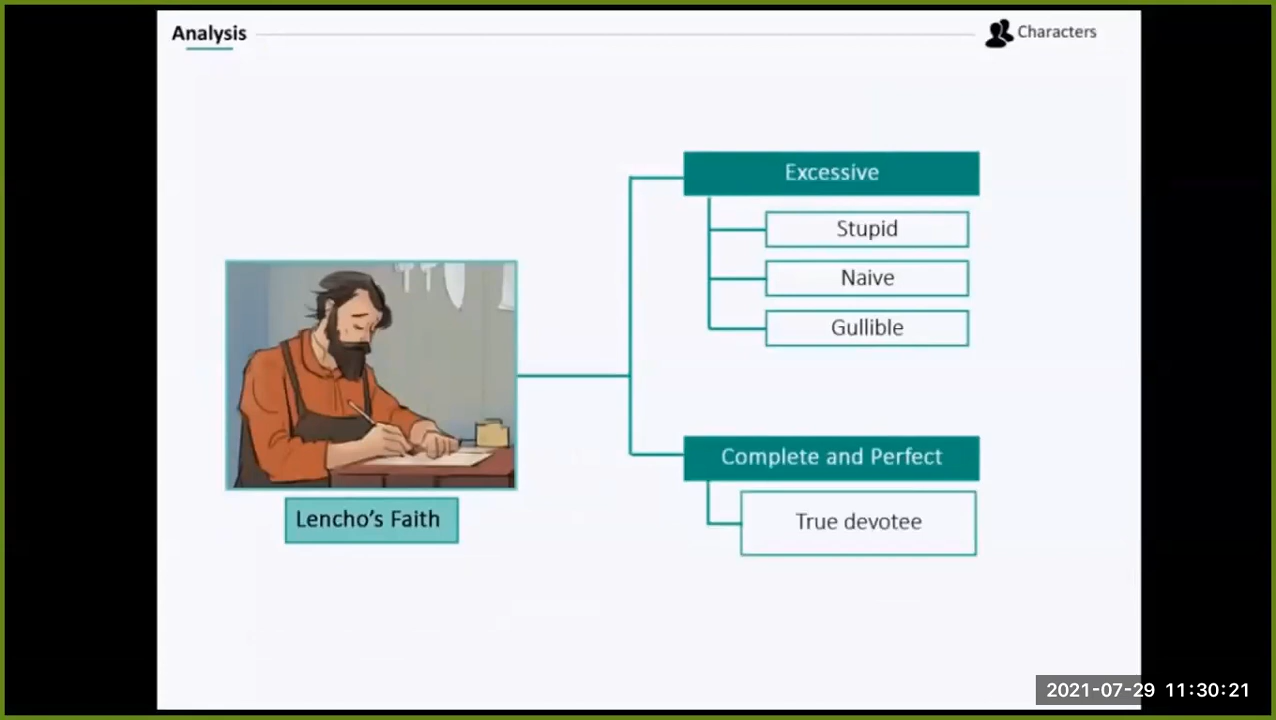 Analysis
Characters
Excessive
Stupid
Naive
Gullible
Lencho's Faith
Complete and Perfect
True devotee
2021-07-29 11:30:21